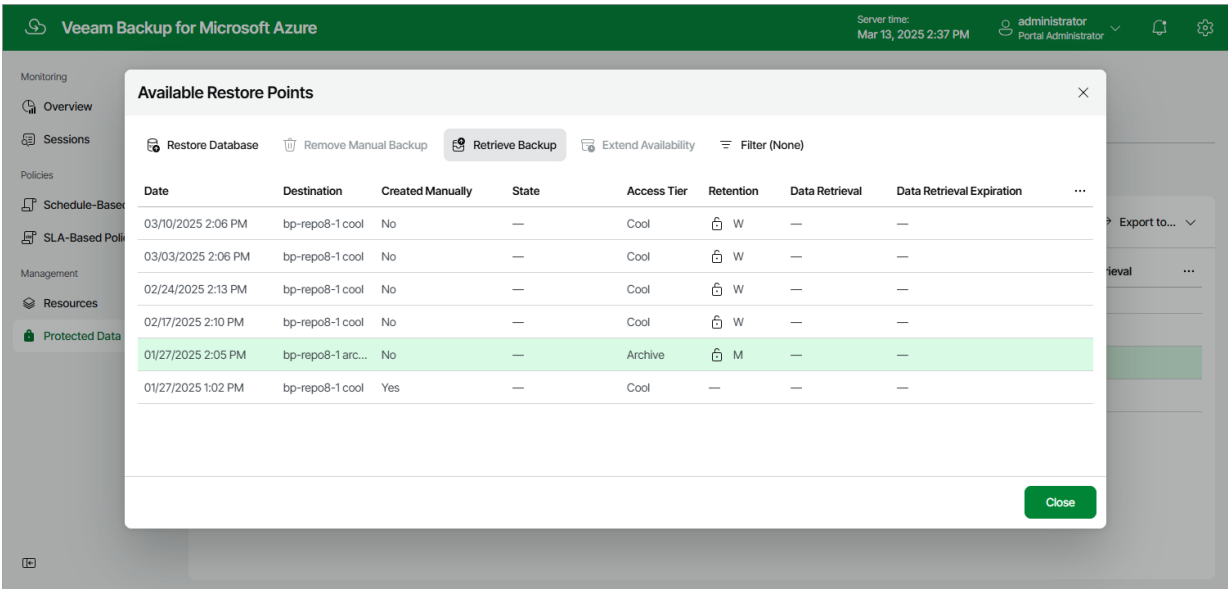 Veeam Backup for Microsoft Azure
Server time:
Mar 13, 2025 2:37 PM
administrator
Portal Administrator
Monitoring
Overview
Sessions
Policies
Schedule-Based
SLA-Based Poli
Management
Resources
Protected Data
Export to...
rieval
Available Restore Points
Restore Database Remove Manual Backup Retrieve Backup Extend Availability Filter (None)
Date Destination Created Manually State Access Tier Retention Data Retrieval Data Retrieval Expiration ...
03/10/2025 2:06 PM bp-repo8-1 cool No — Cool W — —
03/03/2025 2:06 PM bp-repo8-1 cool No — Cool W — —
02/24/2025 2:13 PM bp-repo8-1 cool No — Cool W — —
02/17/2025 2:10 PM bp-repo8-1 cool No — Cool W — —
01/27/2025 2:05 PM bp-repo8-1 arc... No — Archive M — —
01/27/2025 1:02 PM bp-repo8-1 cool Yes — Cool — — —
Close